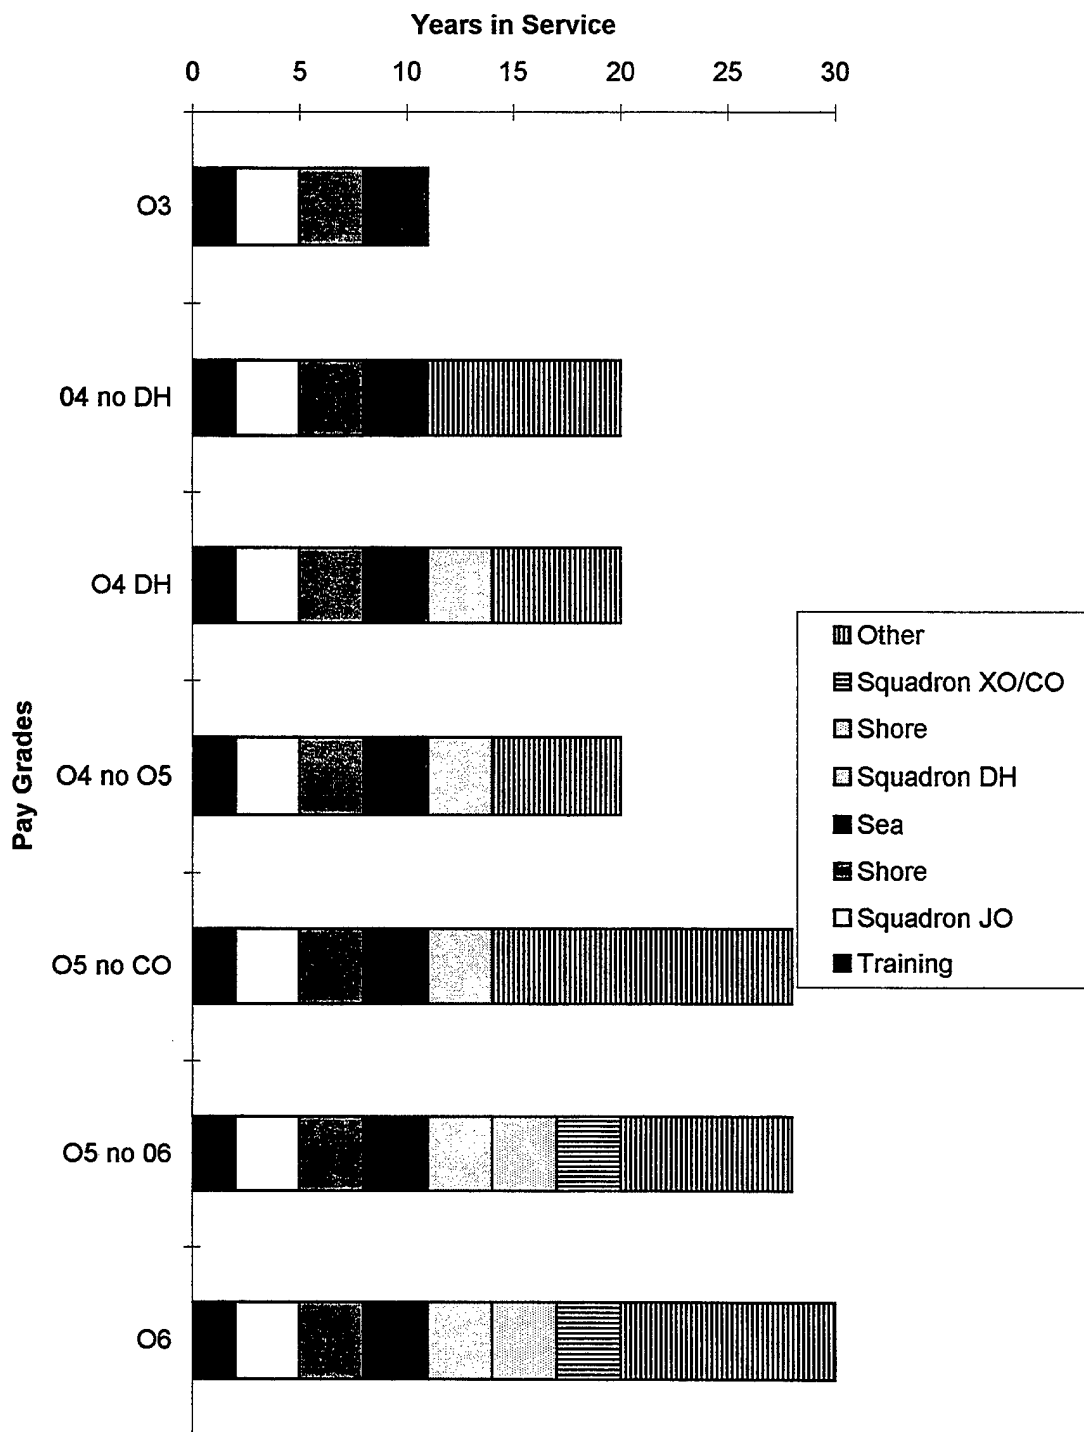 Years in Service
0 5 10 15 20 25 30
O3
04 no DH
O4 DH
O4 no O5
O5 no CO
O5 no 06
O6
Pay Grades
Other
Squadron XO/CO
Shore
Squadron DH
Sea
Shore
Squadron JO
Training